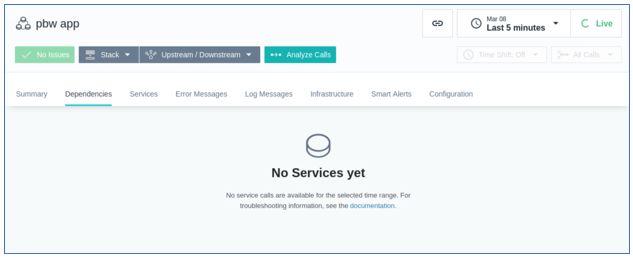 pbw app
Mar 08
Last 5 minutes
Live
No Issues
Stack
Upstream / Downstream
Analyze Calls
Time Shift: Off
All Calls
Summary
Dependencies
Services
Error Messages
Log Messages
Infrastructure
Smart Alerts
Configuration
No Services yet
No service calls are available for the selected time range. For
troubleshooting information, see the documentation.